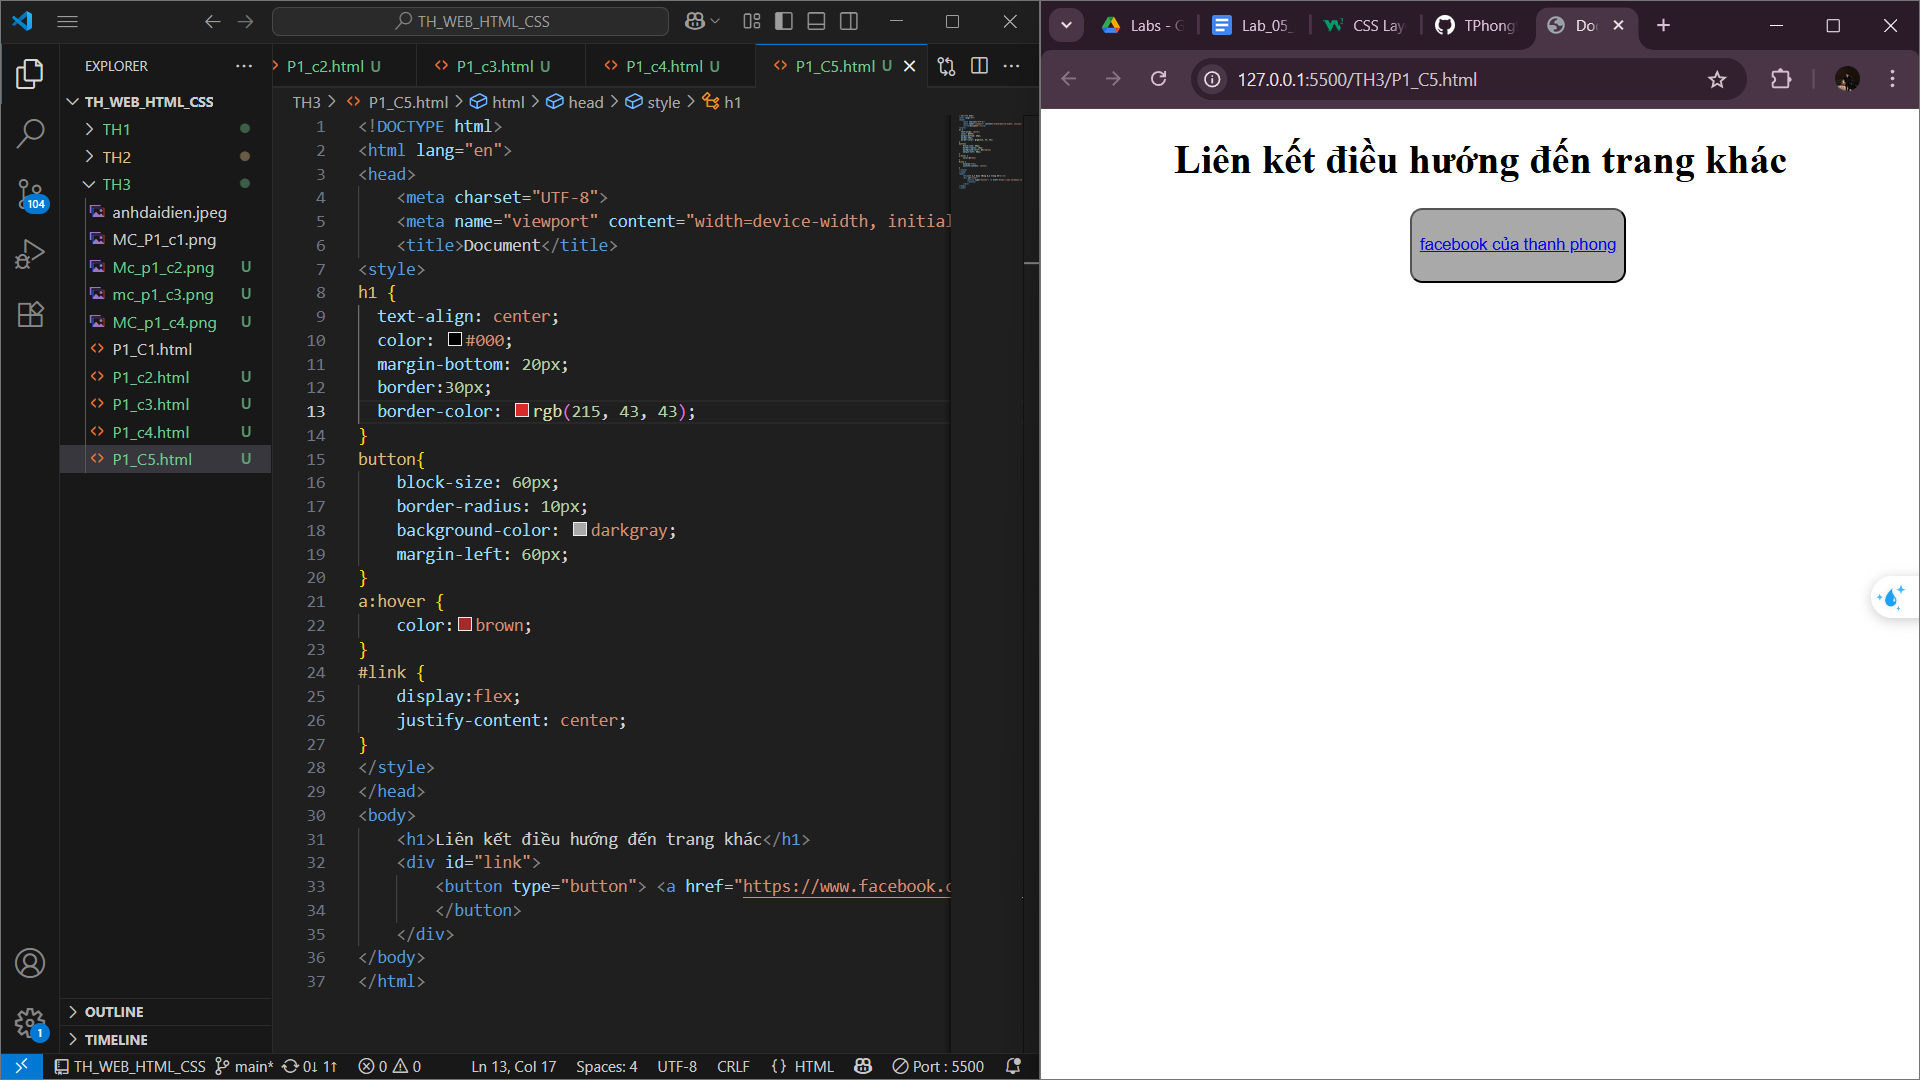 TH_WEB_HTML_CSS
EXPLORER
TH_WEB_HTML_CSS
TH1
TH2
TH3
anhdaidien.jpeg
MC_P1_c1.png
Mc_p1_c2.png U
mc_p1_c3.png U
MC_p1_c4.png U
P1_C1.html
P1_c2.html U
P1_c3.html U
P1_c4.html U
P1_C5.html U
104
1
OUTLINE
TIMELINE
P1_c2.html U
P1_c3.html U
P1_c4.html U
P1_C5.html U
TH3 > P1_C5.html > html > head > style > h1
1 <!DOCTYPE html>
2 <html lang="en">
3 <head>
4 <meta charset="UTF-8">
5 <meta name="viewport" content="width=device-width, initial
6 <title>Document</title>
7 <style>
8 h1 {
9 text-align: center;
10 color: #000;
11 margin-bottom: 20px;
12 border:30px;
13 border-color: rgb(215, 43, 43);
14 }
15 button{
16 block-size: 60px;
17 border-radius: 10px;
18 background-color: darkgray;
19 margin-left: 60px;
20 }
21 a:hover {
22 color: brown;
23 }
24 #link {
25 display:flex;
26 justify-content: center;
27 }
28 </style>
29 </head>
30 <body>
31 <h1>Liên kết điều hướng đến trang khác</h1>
32 <div id="link">
33 <button type="button"> <a href="https://www.facebook.c
34 </button>
35 </div>
36 </body>
37 </html>
TH_WEB_HTML_CSS main* 0↓ 1↑ 0 0 Ln 13, Col 17 Spaces: 4 UTF-8 CRLF {} HTML Port : 5500
Labs - G
Lab_05_
CSS Lay
TPhong
Do
127.0.0.1:5500/TH3/P1_C5.html
Liên kết điều hướng đến trang khác
facebook của thanh phong